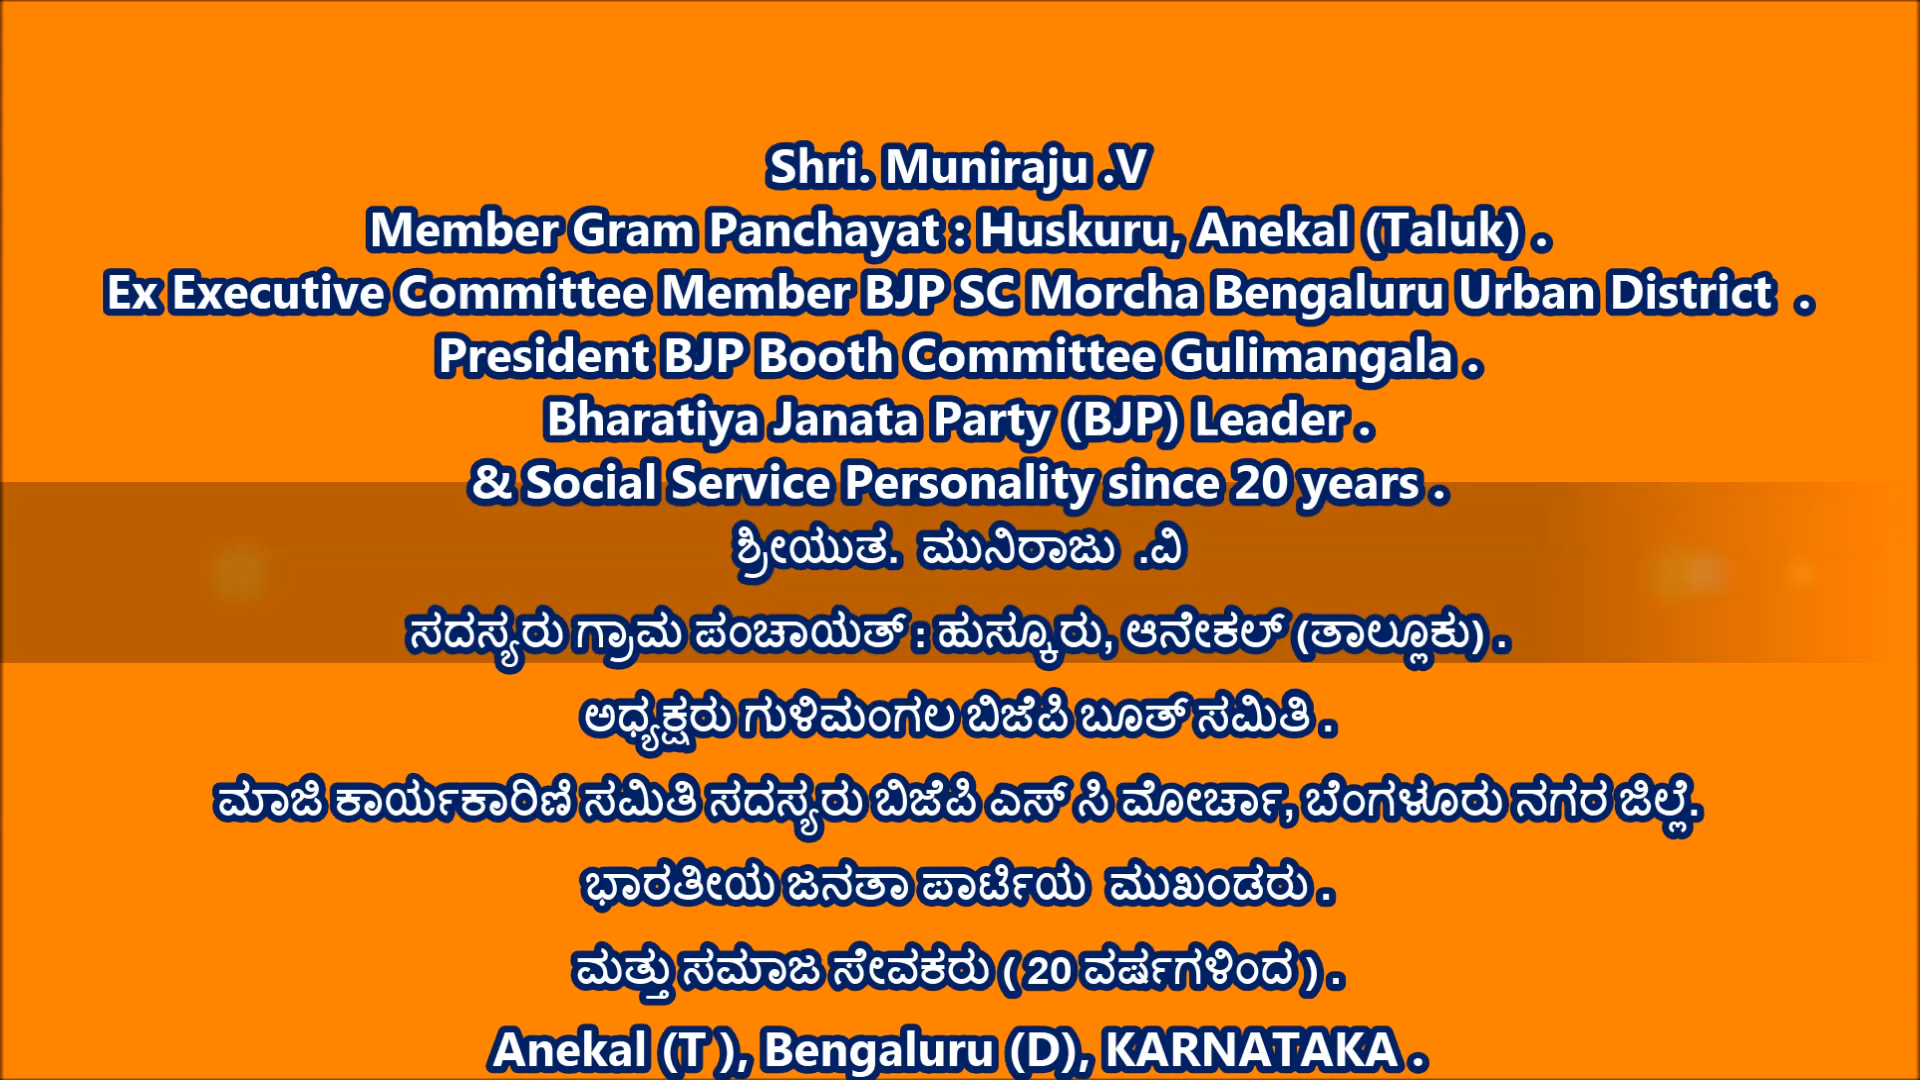 Shri. Muniraju .V
Member Gram Panchayat : Huskuru, Anekal (Taluk) .
Ex Executive Committee Member BJP SC Morcha Bengaluru Urban District .
President BJP Booth Committee Gulimangala .
Bharatiya Janata Party (BJP) Leader .
& Social Service Personality since 20 years .
ಶ್ರೀಯುತ. ಮುನಿರಾಜು .ವಿ
ಸದಸ್ಯರು ಗ್ರಾಮ ಪಂಚಾಯತ್ : ಹುಸ್ಕೂರು, ಆನೇಕಲ್ (ತಾಲ್ಲೂಕು) .
ಅಧ್ಯಕ್ಷರು ಗುಳಿಮಂಗಲ ಬಿಜೆಪಿ ಬೂತ್ ಸಮಿತಿ .
ಮಾಜಿ ಕಾರ್ಯಕಾರಿಣಿ ಸಮಿತಿ ಸದಸ್ಯರು ಬಿಜೆಪಿ ಎಸ್ ಸಿ ಮೋರ್ಚಾ, ಬೆಂಗಳೂರು ನಗರ ಜಿಲ್ಲೆ.
ಭಾರತೀಯ ಜನತಾ ಪಾರ್ಟಿಯ ಮುಖಂಡರು .
ಮತ್ತು ಸಮಾಜ ಸೇವಕರು ( 20 ವರ್ಷಗಳಿಂದ ) .
Anekal (T ), Bengaluru (D), KARNATAKA .